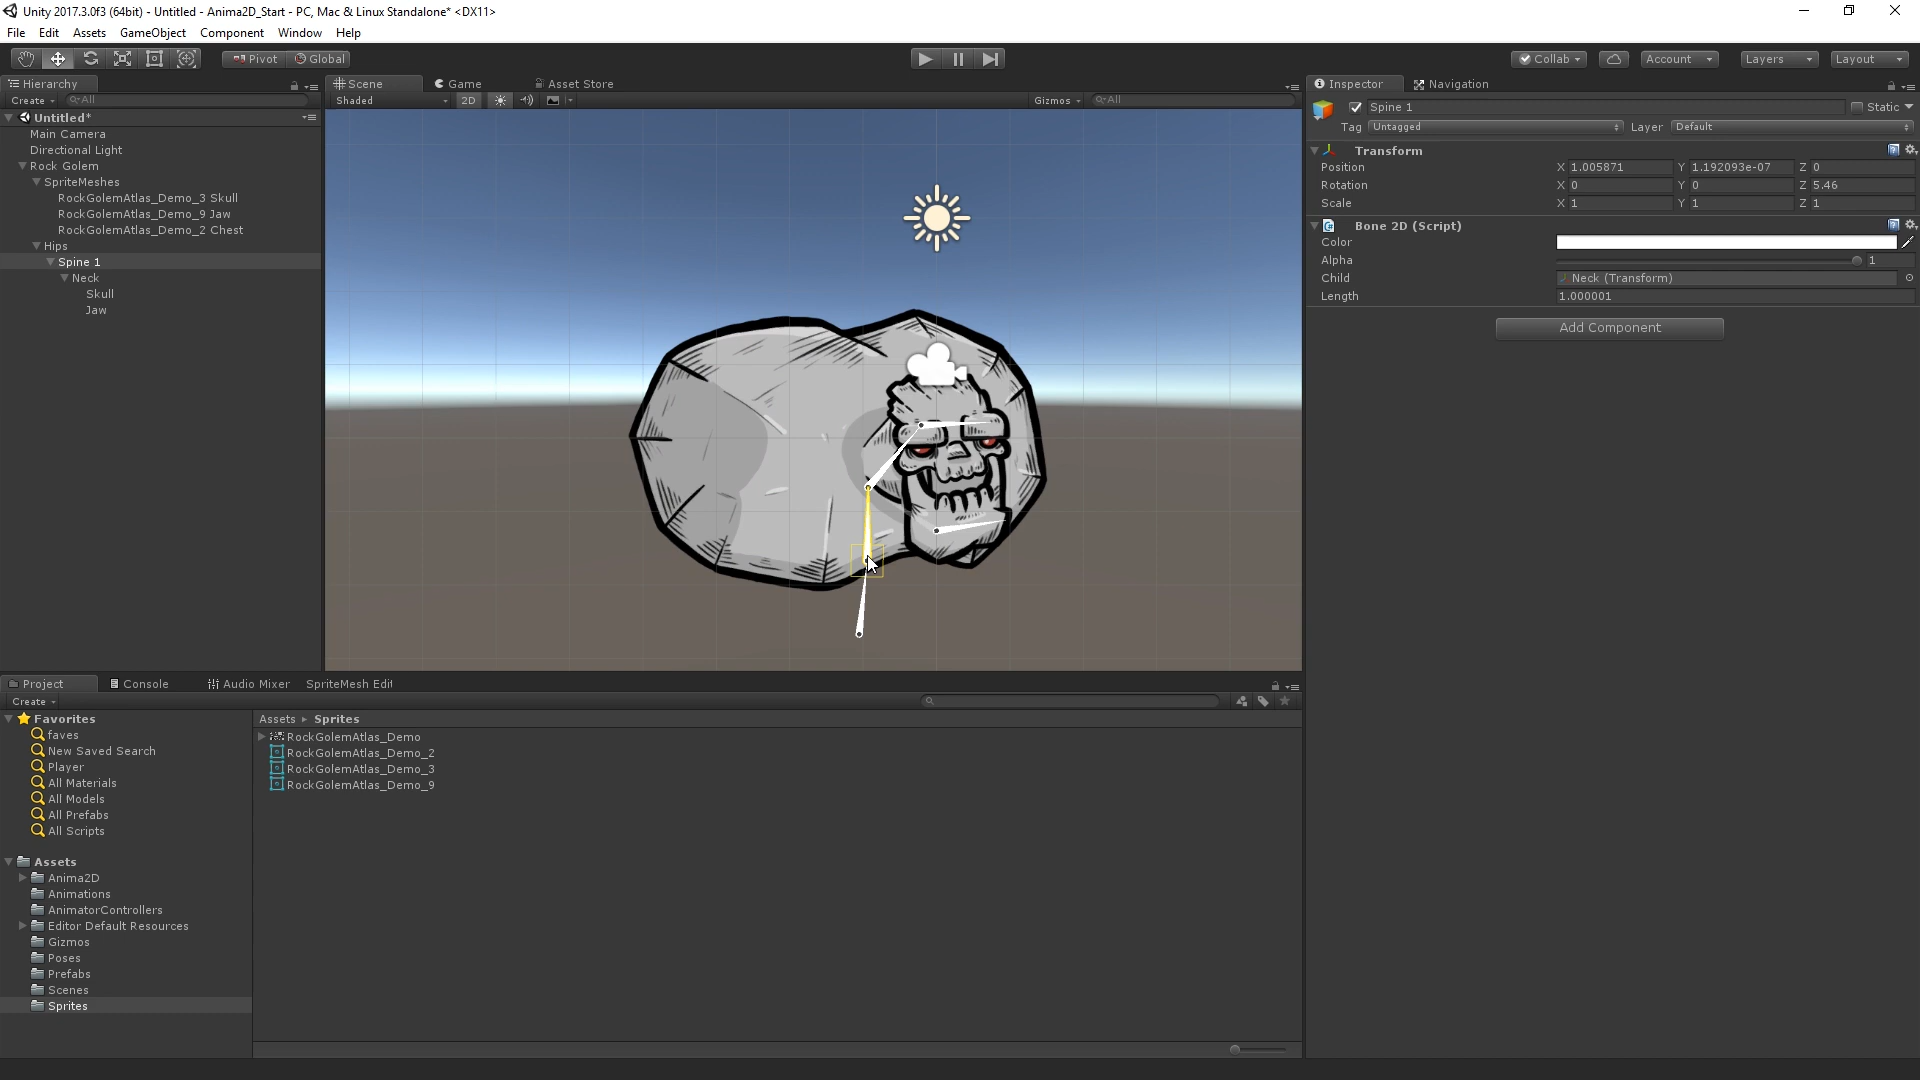 Unity 2017.3.0f3 (64bit) - Untitled - Anima2D_Start - PC, Mac & Linux Standalone* <DX11>
File Edit Assets GameObject Component Window Help
Pivot Global Collab Account Layers Layout
Hierarchy Scene Game Asset Store Inspector Navigation
Create All Shaded 2D Gizmos All
Untitled*
Main Camera
Directional Light
Rock Golem
SpriteMeshes
RockGolemAtlas_Demo_3 Skull
RockGolemAtlas_Demo_9 Jaw
RockGolemAtlas_Demo_2 Chest
Hips
Spine 1
Neck
Skull
Jaw
Spine 1 Static
Tag Untagged Layer Default
Transform
Position X 1.005871 Y 1.192093e-07 Z 0
Rotation X 0 Y 0 Z 5.46
Scale X 1 Y 1 Z 1
Bone 2D (Script)
Color
Alpha 1
Child Neck (Transform)
Length 1.000001
Add Component
Project Console Audio Mixer SpriteMesh Edit
Create
Favorites
faves
New Saved Search
Player
All Materials
All Models
All Prefabs
All Scripts
Assets
Anima2D
Animations
AnimatorControllers
Editor Default Resources
Gizmos
Poses
Prefabs
Scenes
Sprites
Assets Sprites
RockGolemAtlas_Demo
RockGolemAtlas_Demo_2
RockGolemAtlas_Demo_3
RockGolemAtlas_Demo_9